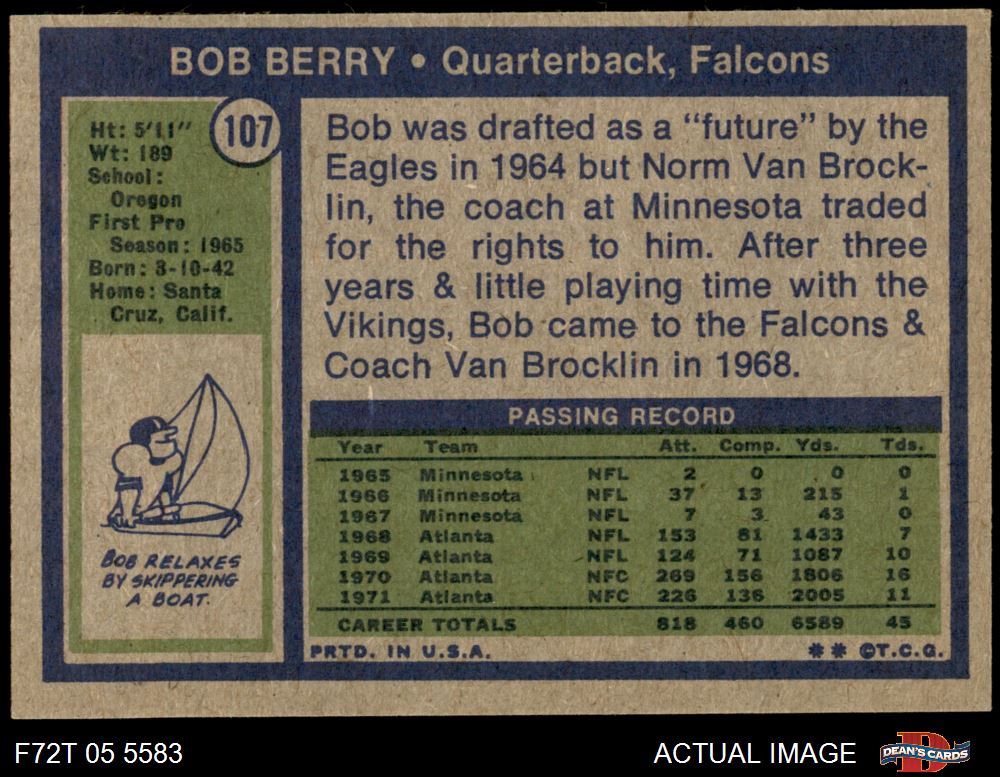 BOB BERRY • Quarterback, Falcons
107
Ht: 5'11"
Wt: 189
School:
Oregon
First Pro
Season: 1965
Born: 3-10-42
Home: Santa
Cruz, Calif.
BOB RELAXES
BY SKIPPERING
A BOAT.
Bob was drafted as a "future" by the
Eagles in 1964 but Norm Van Brock-
lin, the coach at Minnesota traded
for the rights to him. After three
years & little playing time with the
Vikings, Bob came to the Falcons &
Coach Van Brocklin in 1968.
PASSING RECORD
Year Team Att. Comp. Yds. Tds.
1965 Minnesota NFL 2 0 0 0
1966 Minnesota NFL 37 13 215 1
1967 Minnesota NFL 7 3 43 0
1968 Atlanta NFL 153 81 1433 7
1969 Atlanta NFL 124 71 1087 10
1970 Atlanta NFC 269 156 1806 16
1971 Atlanta NFC 226 136 2005 11
CAREER TOTALS 818 460 6589 45
PRTD. IN U.S.A. ** ©T.C.G.
F72T 05 5583
ACTUAL IMAGE
DEAN'S CARDS